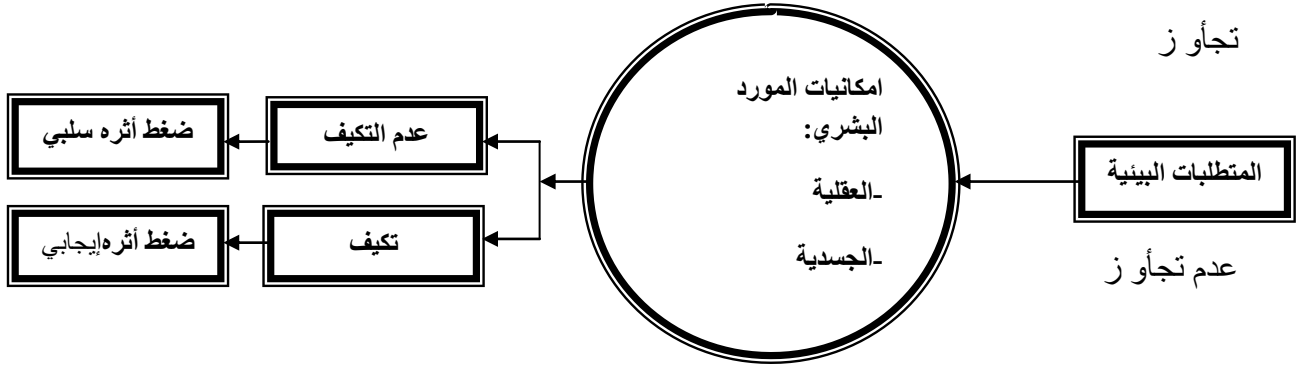 تجأو ز
المتطلبات البيئية
عدم تجأو ز
امكانيات المورد
البشري:
-العقلية
-الجسدية
عدم التكيف
ضغط أثره سلبي
تكيف
ضغط أثرهإيجابي